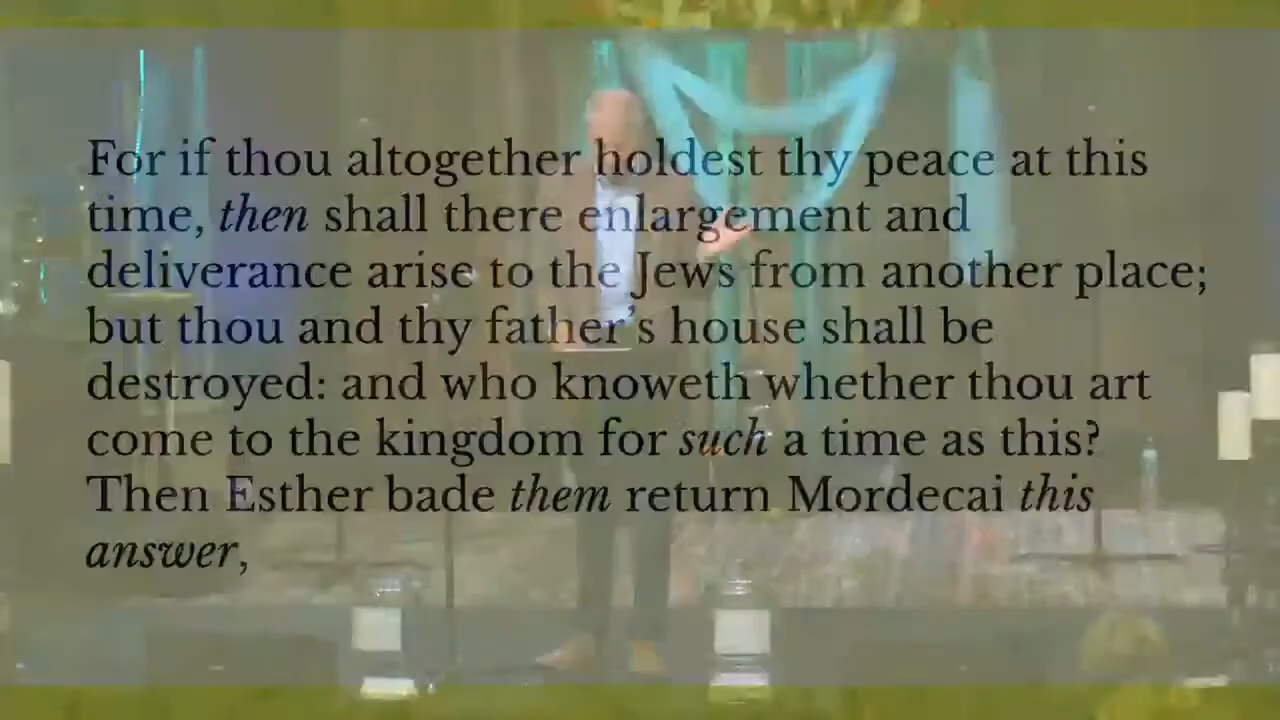 For if thou altogether holdest thy peace at this
time, then shall there enlargement and
deliverance arise to the Jews from another place;
but thou and thy father’s house shall be
destroyed: and who knoweth whether thou art
come to the kingdom for such a time as this?
Then Esther bade them return Mordecai this
answer,